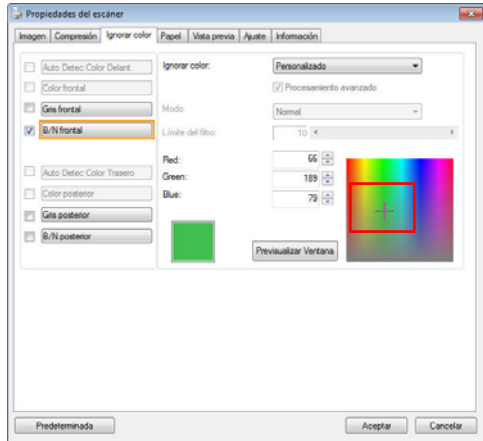 Propiedades del escáner
Imagen Compresión Ignorar color Papel Vista previa Ajuste Información
Auto Detec Color Delant
Color frontal
Gris frontal
B/N frontal
Auto Detec Color Trasero
Color posterior
Gris posterior
B/N posterior
Ignorar color: Personalizado
Procesamiento avanzado
Modo: Normal
Límite del filtro: 10
Red: 66
Green: 189
Blue: 79
Previsualizar Ventana
Predeterminada Aceptar Cancelar